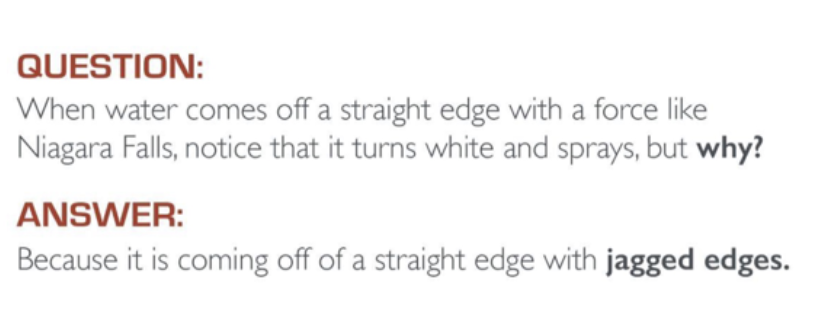 QUESTION:
When water comes off a straight edge with a force like
Niagara Falls, notice that it turns white and sprays, but why?
ANSWER:
Because it is coming off of a straight edge with jagged edges.